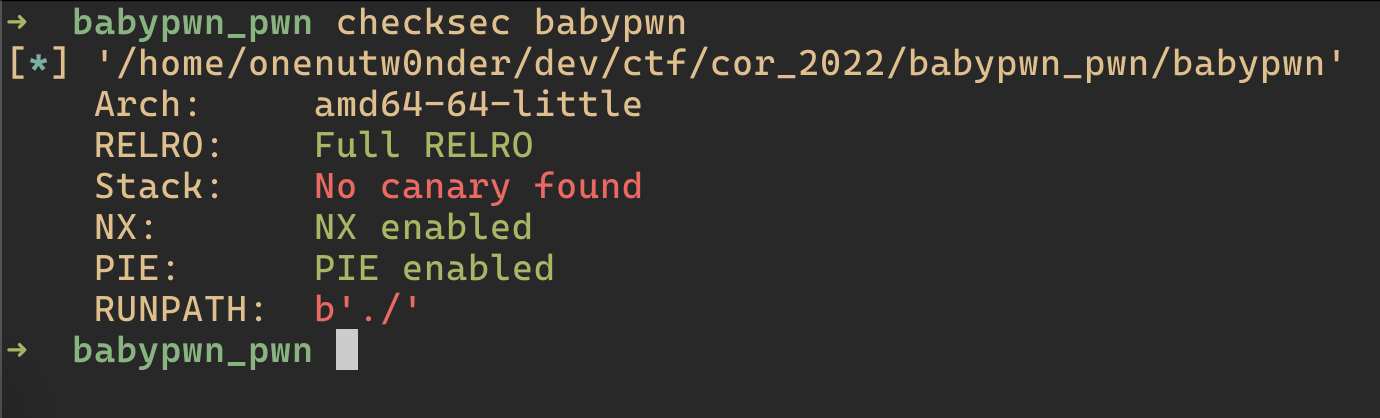 → babypwn_pwn checksec babypwn
[*] '/home/onenutw0nder/dev/ctf/cor_2022/babypwn_pwn/babypwn'
    Arch:     amd64-64-little
    RELRO:    Full RELRO
    Stack:    No canary found
    NX:       NX enabled
    PIE:      PIE enabled
    RUNPATH:  b'./'
→ babypwn_pwn